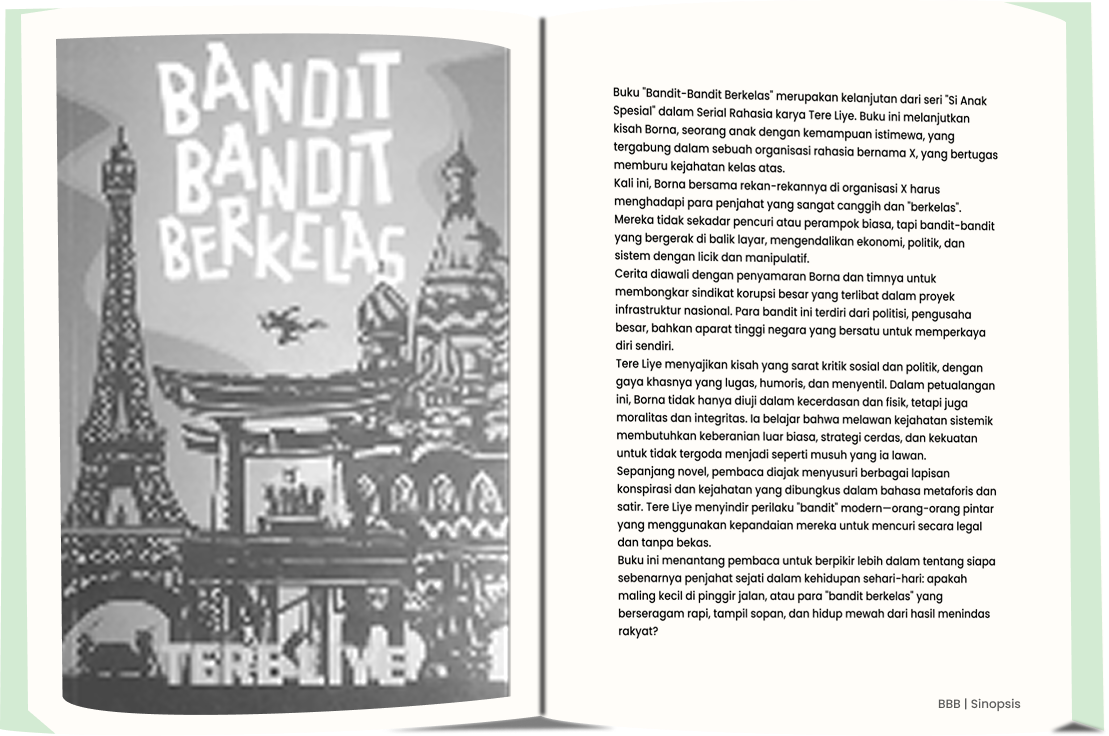 BANDIT
BANDIT
BERKELAS
TERE LIYE
Buku "Bandit-Bandit Berkelas" merupakan kelanjutan dari seri "Si Anak
Spesial" dalam Serial Rahasia karya Tere Liye. Buku ini melanjutkan
kisah Borna, seorang anak dengan kemampuan istimewa, yang
tergabung dalam sebuah organisasi rahasia bernama X, yang bertugas
memburu kejahatan kelas atas.
Kali ini, Borna bersama rekan-rekannya di organisasi X harus
menghadapi para penjahat yang sangat canggih dan "berkelas".
Mereka tidak sekadar pencuri atau perampok biasa, tapi bandit-bandit
yang bergerak di balik layar, mengendalikan ekonomi, politik, dan
sistem dengan licik dan manipulatif.
Cerita diawali dengan penyamaran Borna dan timnya untuk
membongkar sindikat korupsi besar yang terlibat dalam proyek
infrastruktur nasional. Para bandit ini terdiri dari politisi, pengusaha
besar, bahkan aparat tinggi negara yang bersatu untuk memperkaya
diri sendiri.
Tere Liye menyajikan kisah yang sarat kritik sosial dan politik, dengan
gaya khasnya yang lugas, humoris, dan menyentil. Dalam petualangan
ini, Borna tidak hanya diuji dalam kecerdasan dan fisik, tetapi juga
moralitas dan integritas. Ia belajar bahwa melawan kejahatan sistemik
membutuhkan keberanian luar biasa, strategi cerdas, dan kekuatan
untuk tidak tergoda menjadi seperti musuh yang ia lawan.
Sepanjang novel, pembaca diajak menyusuri berbagai lapisan
konspirasi dan kejahatan yang dibungkus dalam bahasa metaforis dan
satir. Tere Liye menyindir perilaku "bandit" modern—orang-orang pintar
yang menggunakan kepandaian mereka untuk mencuri secara legal
dan tanpa bekas.
Buku ini menantang pembaca untuk berpikir lebih dalam tentang siapa
sebenarnya penjahat sejati dalam kehidupan sehari-hari: apakah
maling kecil di pinggir jalan, atau para "bandit berkelas" yang
berseragam rapi, tampil sopan, dan hidup mewah dari hasil menindas
rakyat?
BBB | Sinopsis